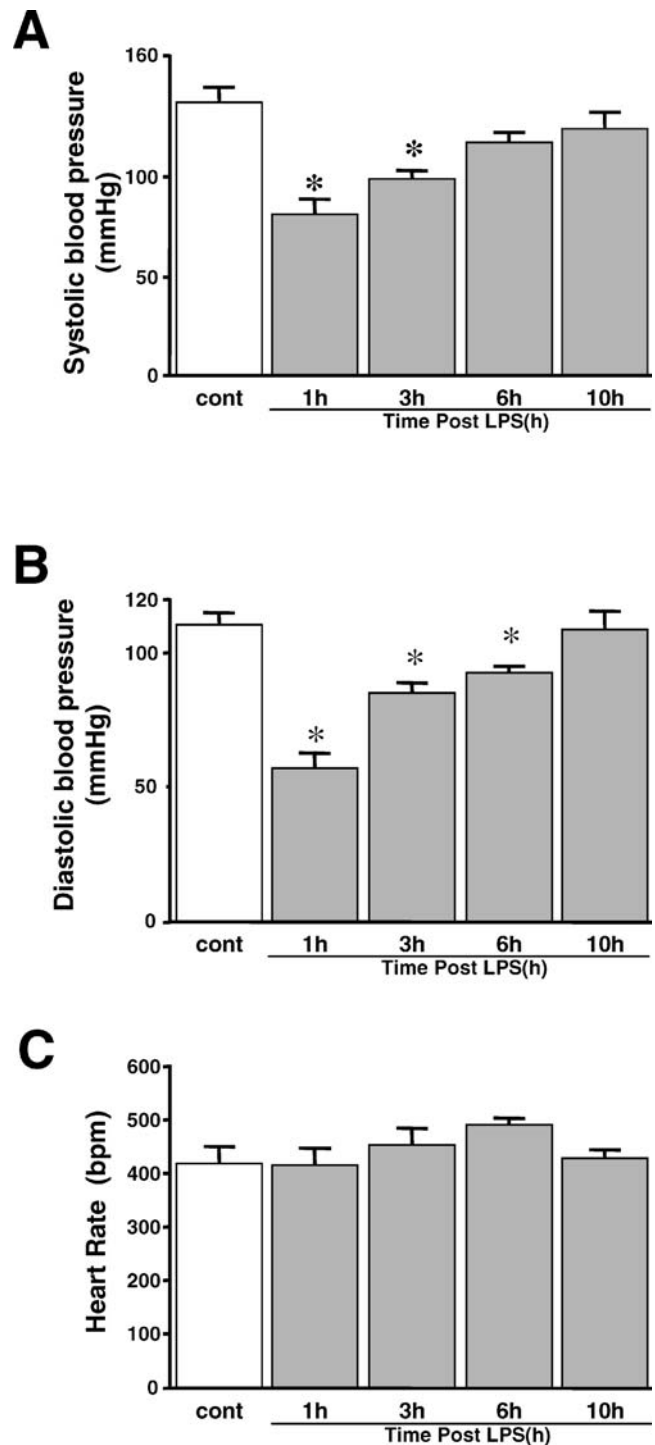 A
160
100
50
0
Systolic blood pressure
(mmHg)
*
*
cont 1h 3h 6h 10h
Time Post LPS(h)
B
120
100
50
0
Diastolic blood pressure
(mmHg)
*
*
*
cont 1h 3h 6h 10h
Time Post LPS(h)
C
600
500
400
300
200
100
0
Heart Rate (bpm)
cont 1h 3h 6h 10h
Time Post LPS(h)